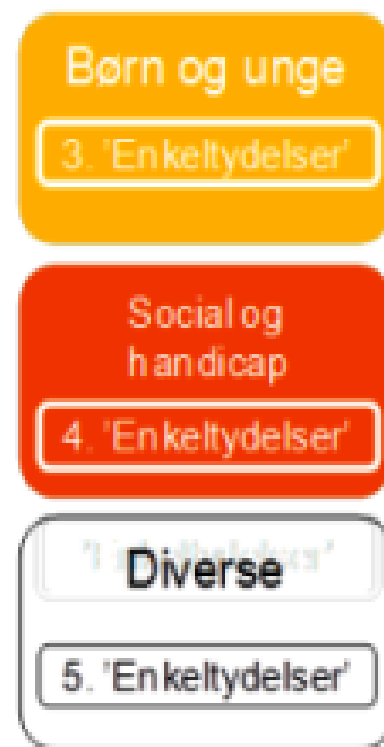 Børn og unge
3. 'Enkeltydelser'
Social og
handicap
4. 'Enkeltydelser'
Diverse
5. 'Enkeltydelser'